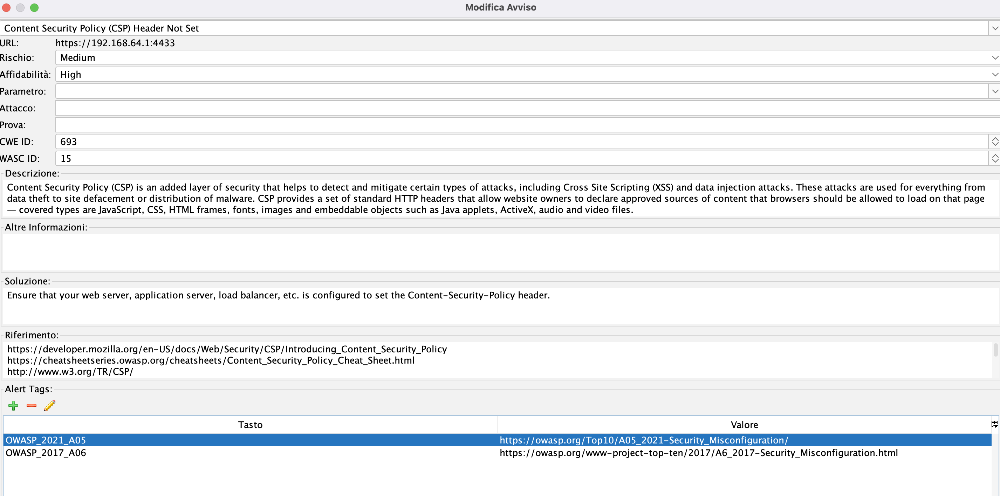 Modifica Avviso
Content Security Policy (CSP) Header Not Set
URL: https://192.168.64.1:4433
Rischio: Medium
Affidabilità: High
Parametro:
Attacco:
Prova:
CWE ID: 693
WASC ID: 15
Descrizione:
Content Security Policy (CSP) is an added layer of security that helps to detect and mitigate certain types of attacks, including Cross Site Scripting (XSS) and data injection attacks. These attacks are used for everything from
data theft to site defacement or distribution of malware. CSP provides a set of standard HTTP headers that allow website owners to declare approved sources of content that browsers should be allowed to load on that page
— covered types are JavaScript, CSS, HTML frames, fonts, images and embeddable objects such as Java applets, ActiveX, audio and video files.
Altre Informazioni:
Soluzione:
Ensure that your web server, application server, load balancer, etc. is configured to set the Content-Security-Policy header.
Riferimento:
https://developer.mozilla.org/en-US/docs/Web/Security/CSP/Introducing_Content_Security_Policy
https://cheatsheetseries.owasp.org/cheatsheets/Content_Security_Policy_Cheat_Sheet.html
http://www.w3.org/TR/CSP/
Alert Tags:
Tasto Valore
OWASP_2021_A05 https://owasp.org/Top10/A05_2021-Security_Misconfiguration/
OWASP_2017_A06 https://owasp.org/www-project-top-ten/2017/A6_2017-Security_Misconfiguration.html